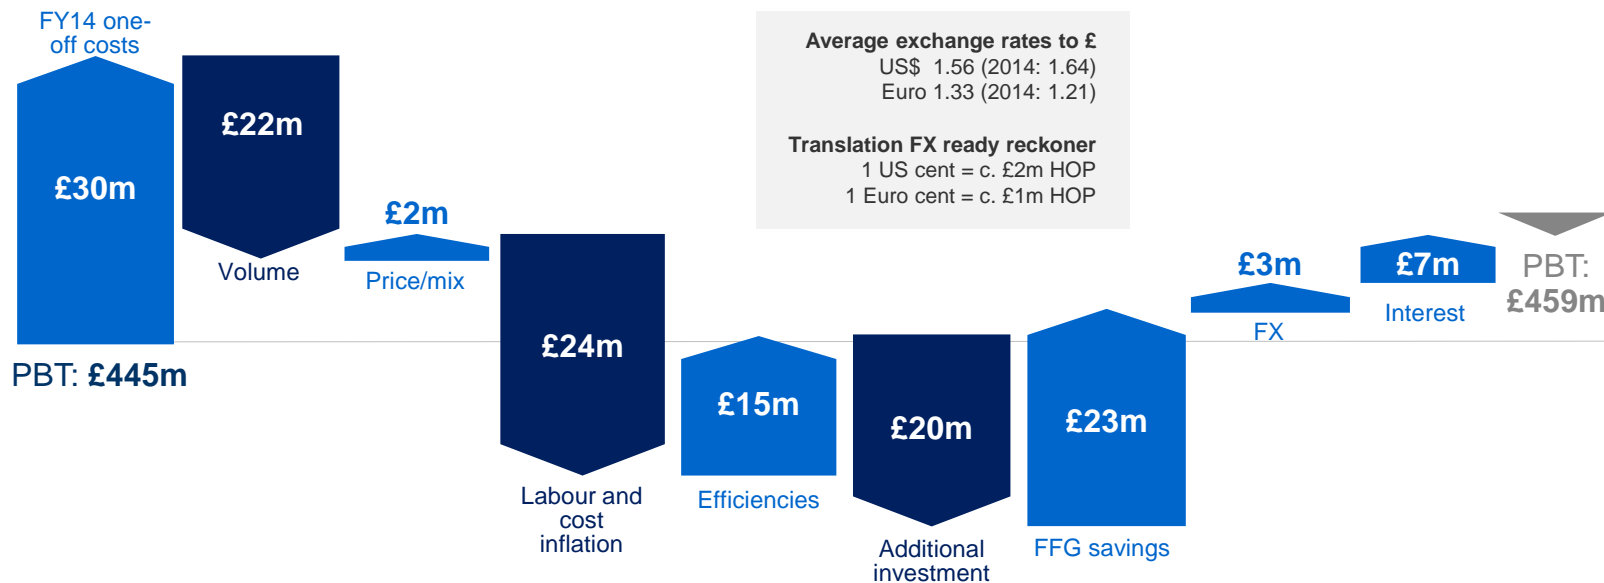 FY14 one-
off costs
£30m
PBT: £445m
£22m
Volume
£2m
Price/mix
£24m
Labour and
cost
inflation
£15m
Efficiencies
£20m
Additional
investment
£23m
FFG savings
Average exchange rates to £
US$ 1.56 (2014: 1.64)
Euro 1.33 (2014: 1.21)
Translation FX ready reckoner
1 US cent = c. £2m HOP
1 Euro cent = c. £1m HOP
£3m
FX
£7m
Interest
PBT:
£459m